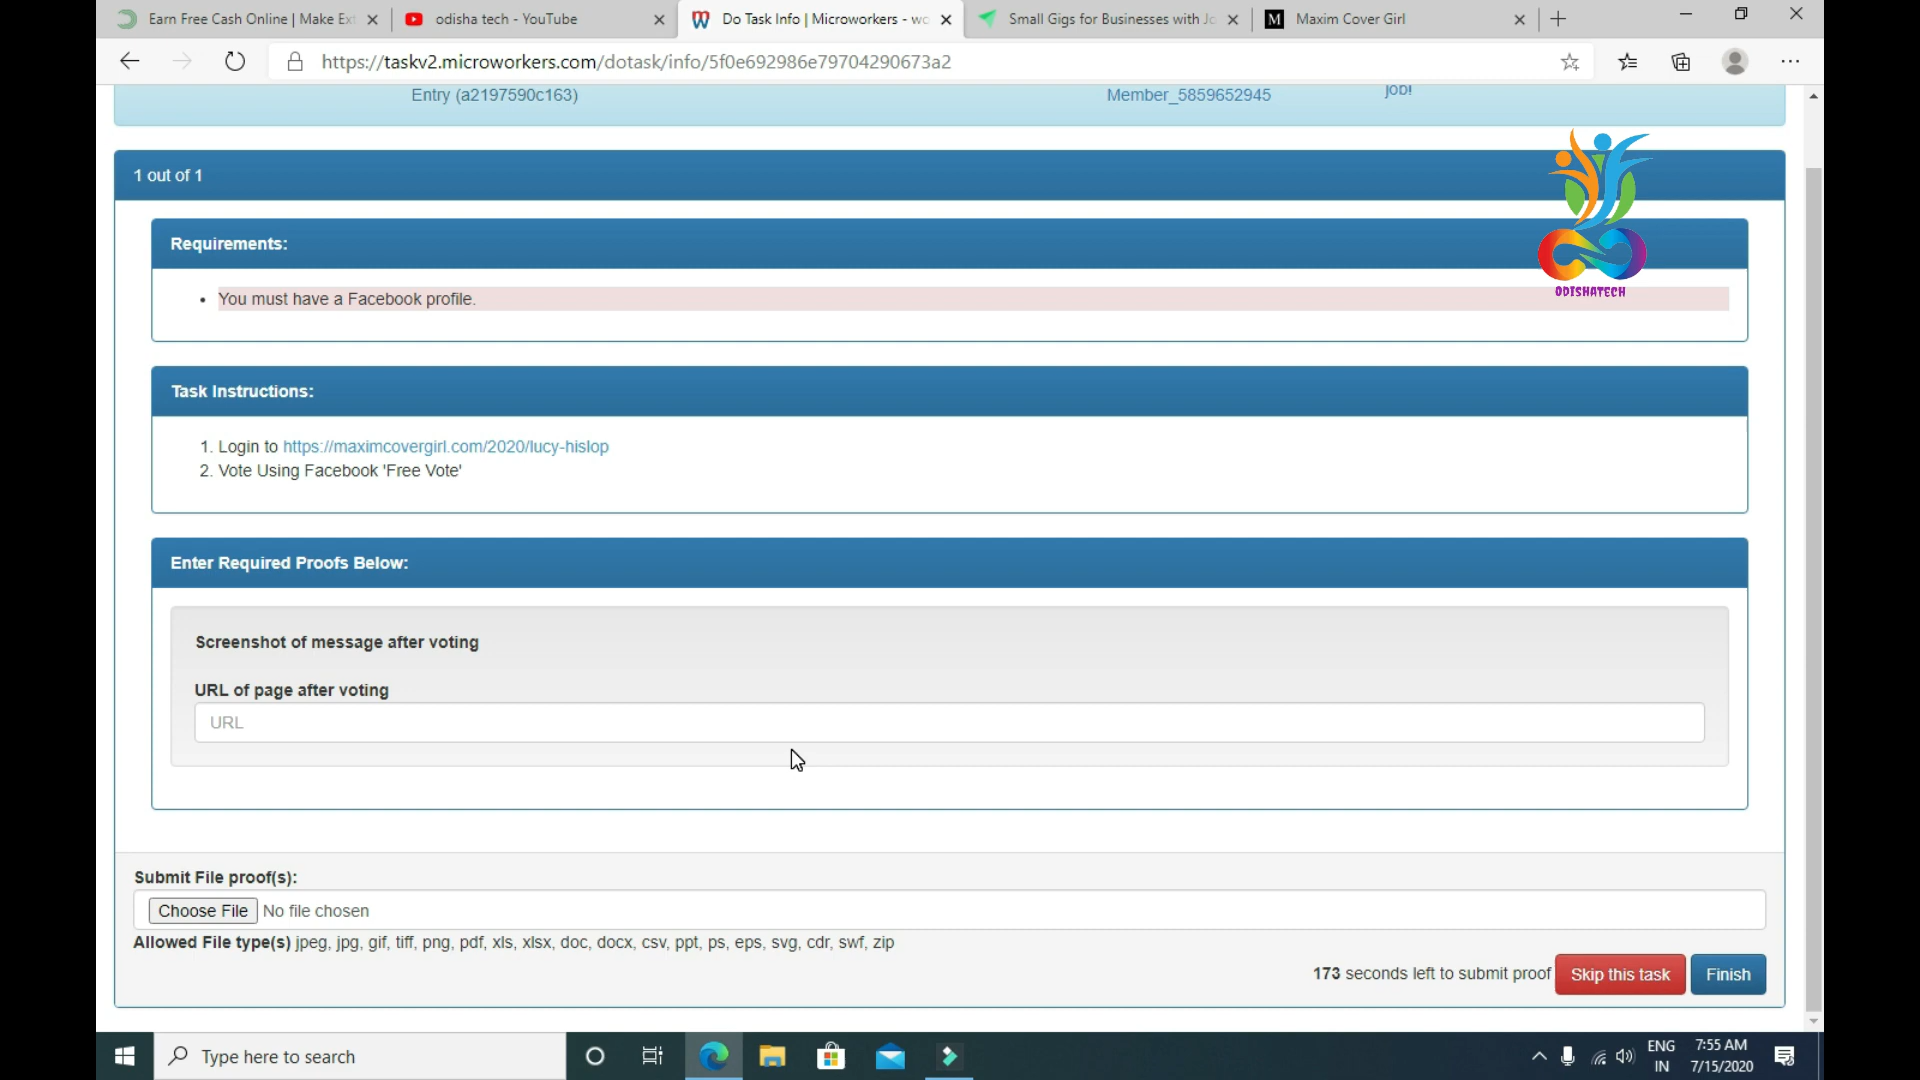 Earn Free Cash Online | Make Ext
odisha tech - YouTube
Do Task Info | Microworkers - wo
Small Gigs for Businesses with Jo
M Maxim Cover Girl
https://taskv2.microworkers.com/dotask/info/5f0e692986e79704290673a2
Entry (a2197590c163)
Member_5859652945
job!
1 out of 1
Requirements:
• You must have a Facebook profile.
ODISHATECH
Task Instructions:
1. Login to https://maximcovergirl.com/2020/lucy-hislop
2. Vote Using Facebook 'Free Vote'
Enter Required Proofs Below:
Screenshot of message after voting
URL of page after voting
URL
Submit File proof(s):
Choose File No file chosen
Allowed File type(s) jpeg, jpg, gif, tiff, png, pdf, xls, xlsx, doc, docx, csv, ppt, ps, eps, svg, cdr, swf, zip
173 seconds left to submit proof Skip this task Finish
Type here to search
ENG
IN
7:55 AM
7/15/2020